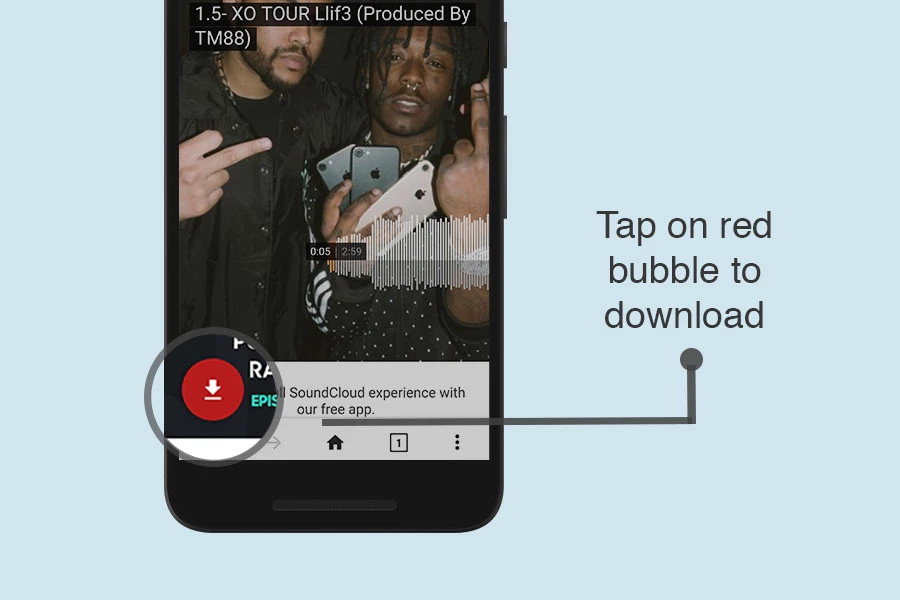 1.5- XO TOUR Llif3 (Produced By
TM88)
0:05 | 2:59
RA
EPIS
ll SoundCloud experience with
our free app.
1
Tap on red
bubble to
download